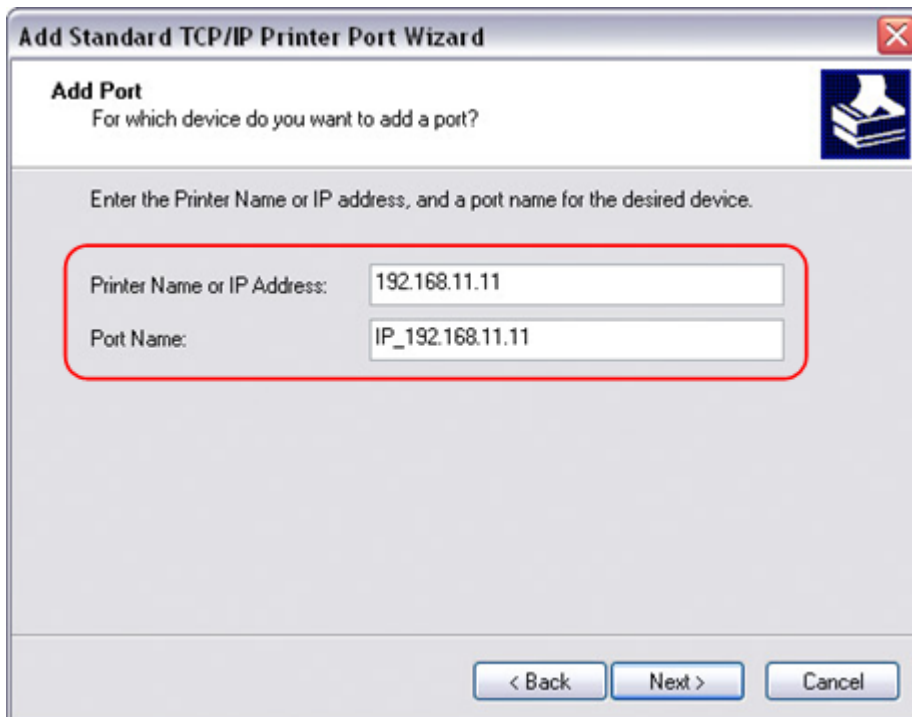 Add Standard TCP/IP Printer Port Wizard
Add Port
For which device do you want to add a port?
Enter the Printer Name or IP address, and a port name for the desired device.
Printer Name or IP Address: 192.168.11.11
Port Name: IP_192.168.11.11
< Back Next > Cancel